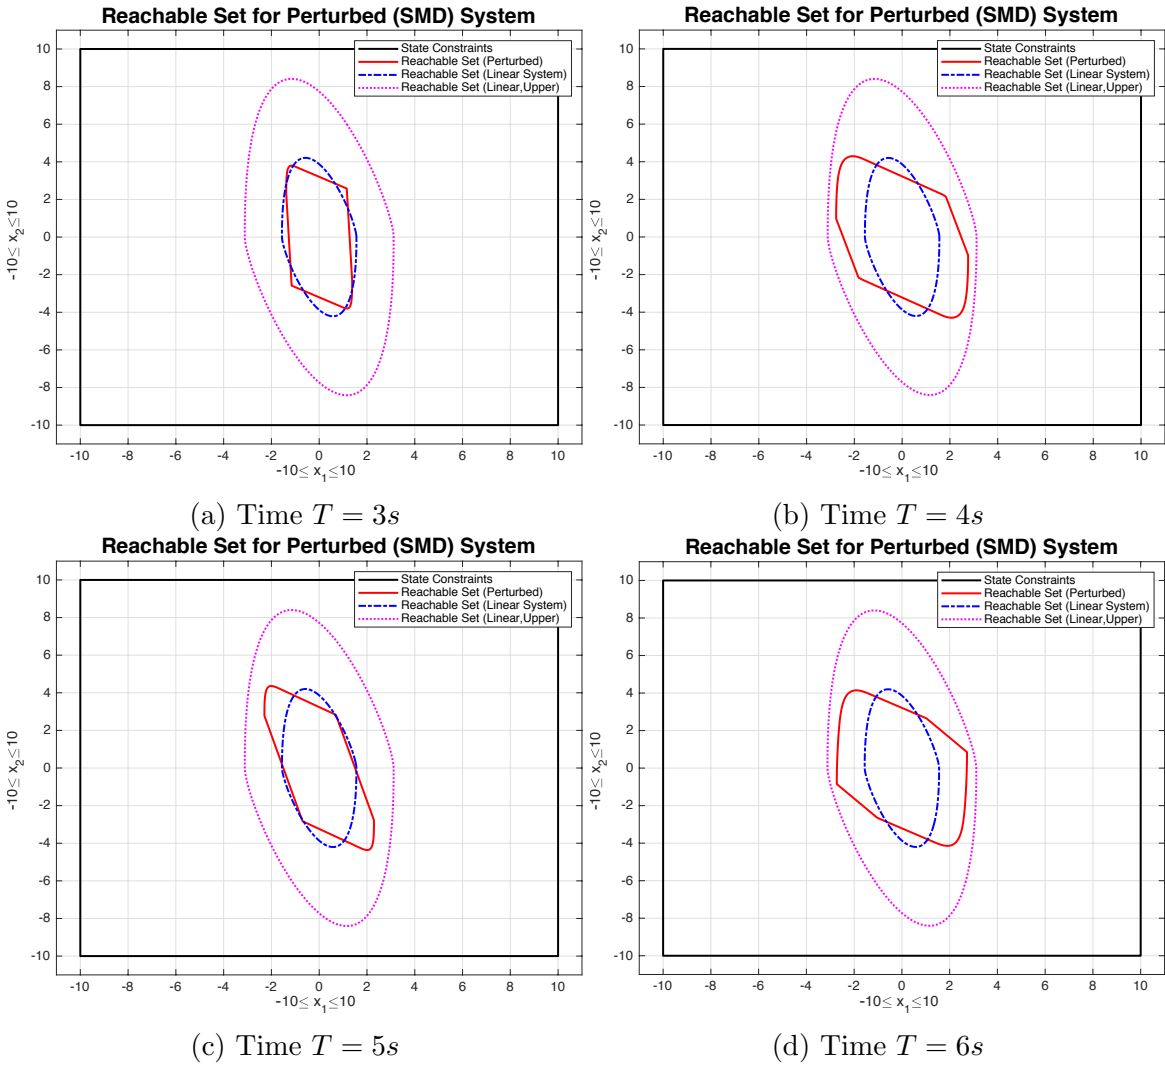 Reachable Set for Perturbed (SMD) System
State Constraints
Reachable Set (Perturbed)
Reachable Set (Linear System)
Reachable Set (Linear,Upper)
10
8
6
4
2
0
-2
-4
-6
-8
-10
-10≤ x_2≤10
-10 -8 -6 -4 -2 0 2 4 6 8 10
-10≤ x_1≤10
(a) Time T = 3s
Reachable Set for Perturbed (SMD) System
State Constraints
Reachable Set (Perturbed)
Reachable Set (Linear System)
Reachable Set (Linear,Upper)
10
8
6
4
2
0
-2
-4
-6
-8
-10
-10≤ x_2≤10
-10 -8 -6 -4 -2 0 2 4 6 8 10
-10≤ x_1≤10
(b) Time T = 4s
Reachable Set for Perturbed (SMD) System
State Constraints
Reachable Set (Perturbed)
Reachable Set (Linear System)
Reachable Set (Linear,Upper)
10
8
6
4
2
0
-2
-4
-6
-8
-10
-10≤ x_2≤10
-10 -8 -6 -4 -2 0 2 4 6 8 10
-10≤ x_1≤10
(c) Time T = 5s
Reachable Set for Perturbed (SMD) System
State Constraints
Reachable Set (Perturbed)
Reachable Set (Linear System)
Reachable Set (Linear,Upper)
10
8
6
4
2
0
-2
-4
-6
-8
-10
-10≤ x_2≤10
-10 -8 -6 -4 -2 0 2 4 6 8 10
-10≤ x_1≤10
(d) Time T = 6s